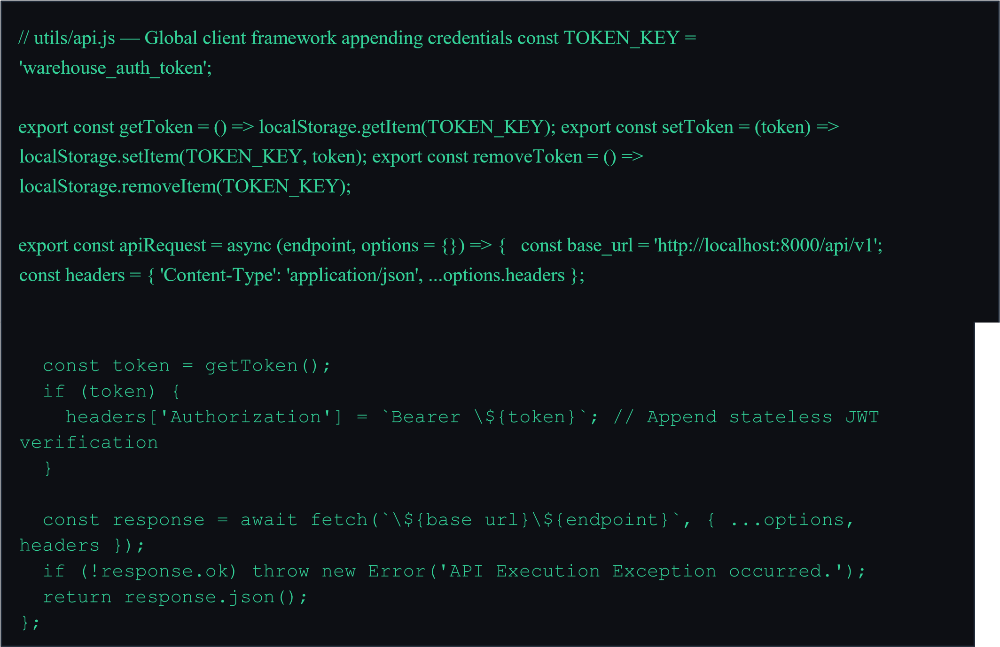 // utils/api.js — Global client framework appending credentials const TOKEN_KEY =
'warehouse_auth_token';
export const getToken = () => localStorage.getItem(TOKEN_KEY); export const setToken = (token) =>
localStorage.setItem(TOKEN_KEY, token); export const removeToken = () =>
localStorage.removeItem(TOKEN_KEY);
export const apiRequest = async (endpoint, options = {}) => {   const base_url = 'http://localhost:8000/api/v1';
const headers = { 'Content-Type': 'application/json', ...options.headers };
  const token = getToken();
  if (token) {
    headers['Authorization'] = `Bearer \${token}`; // Append stateless JWT
verification
  }
  const response = await fetch(`\${base url}\${endpoint}`, { ...options,
headers });
  if (!response.ok) throw new Error('API Execution Exception occurred.');
  return response.json();
};